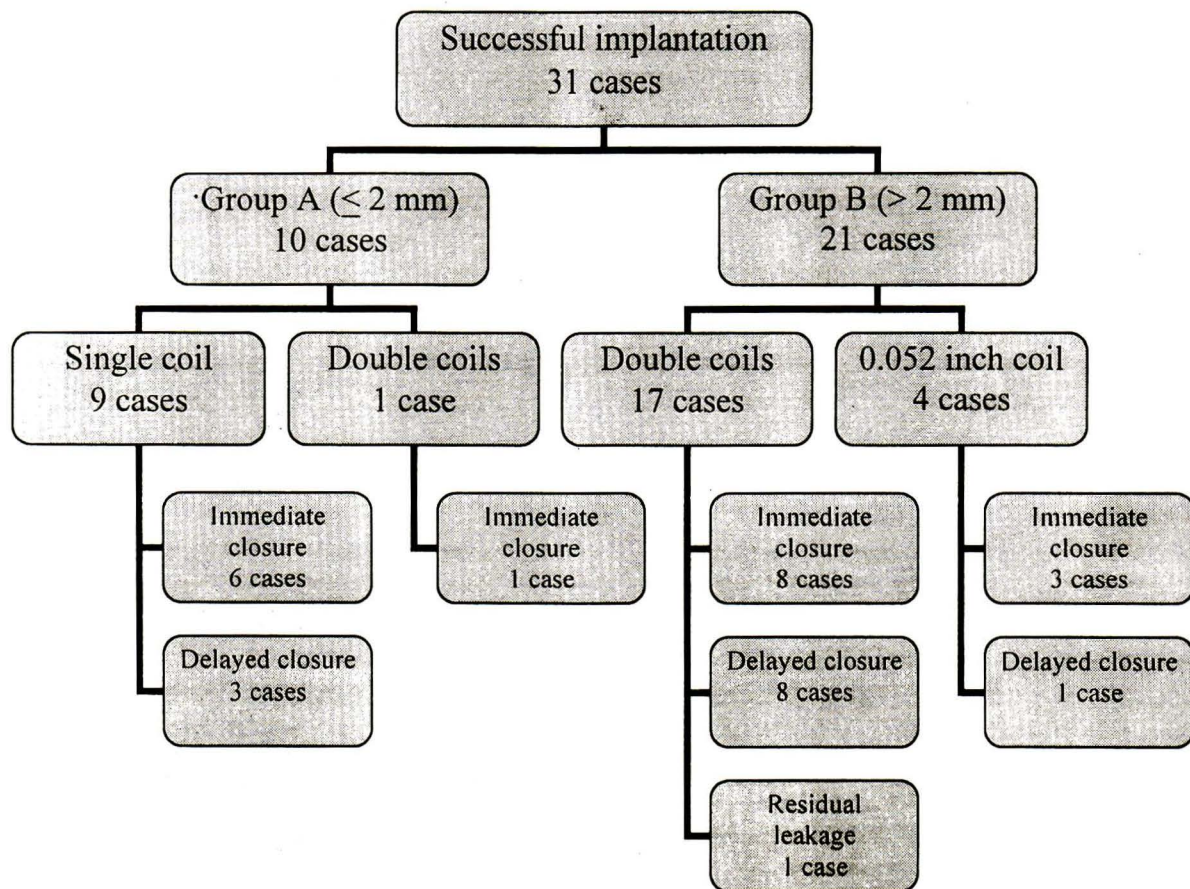 Successful implantation
31 cases
Group A (≤ 2 mm)
10 cases
Group B (> 2 mm)
21 cases
Single coil
9 cases
Double coils
1 case
Double coils
17 cases
0.052 inch coil
4 cases
Immediate
closure
6 cases
Immediate
closure
1 case
Immediate
closure
8 cases
Immediate
closure
3 cases
Delayed closure
3 cases
Delayed closure
8 cases
Delayed closure
1 case
Residual
leakage
1 case